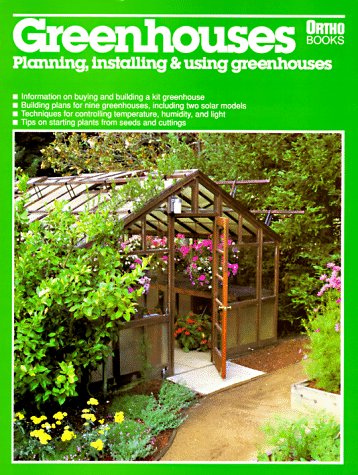 Greenhouses
ORTHO
BOOKS
Planning, installing & using greenhouses
■ Information on buying and building a kit greenhouse
■ Building plans for nine greenhouses, including two solar models
■ Techniques for controlling temperature, humidity, and light
■ Tips on starting plants from seeds and cuttings